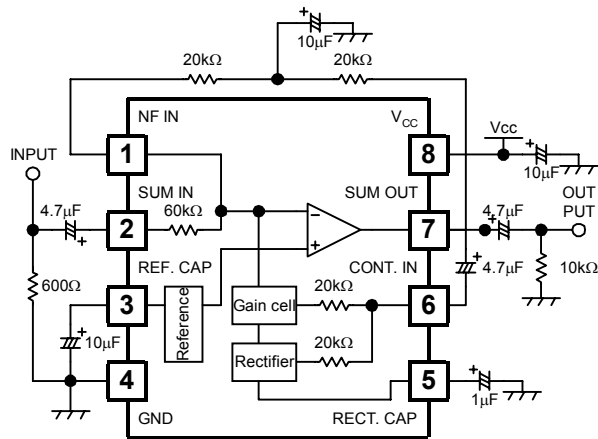 10µF
20kΩ
20kΩ
NF IN
VCC
Vcc
1
8
INPUT
10µF
SUM IN
SUM OUT
OUT
PUT
4.7µF
2
60kΩ
7
4.7µF
REF. CAP
CONT. IN
4.7µF
10kΩ
600Ω
3
Reference
Gain cell
20kΩ
6
10µF
Rectifier
20kΩ
4
5
GND
RECT. CAP
1µF